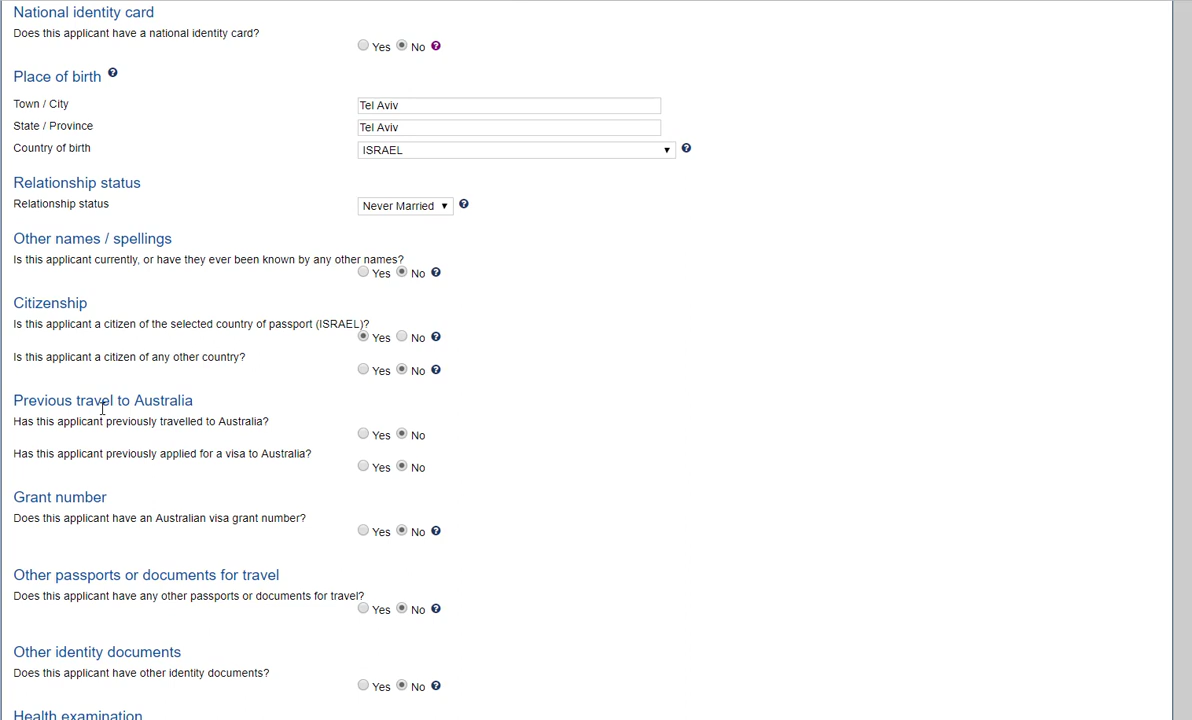 National identity card
Does this applicant have a national identity card?
Yes No ?
Place of birth ?
Town / City Tel Aviv
State / Province Tel Aviv
Country of birth ISRAEL ?
Relationship status
Relationship status Never Married ?
Other names / spellings
Is this applicant currently, or have they ever been known by any other names?
Yes No ?
Citizenship
Is this applicant a citizen of the selected country of passport (ISRAEL)?
Yes No ?
Is this applicant a citizen of any other country?
Yes No ?
Previous travel to Australia
Has this applicant previously travelled to Australia?
Yes No
Has this applicant previously applied for a visa to Australia?
Yes No
Grant number
Does this applicant have an Australian visa grant number?
Yes No ?
Other passports or documents for travel
Does this applicant have any other passports or documents for travel?
Yes No ?
Other identity documents
Does this applicant have other identity documents?
Yes No ?
Health examination